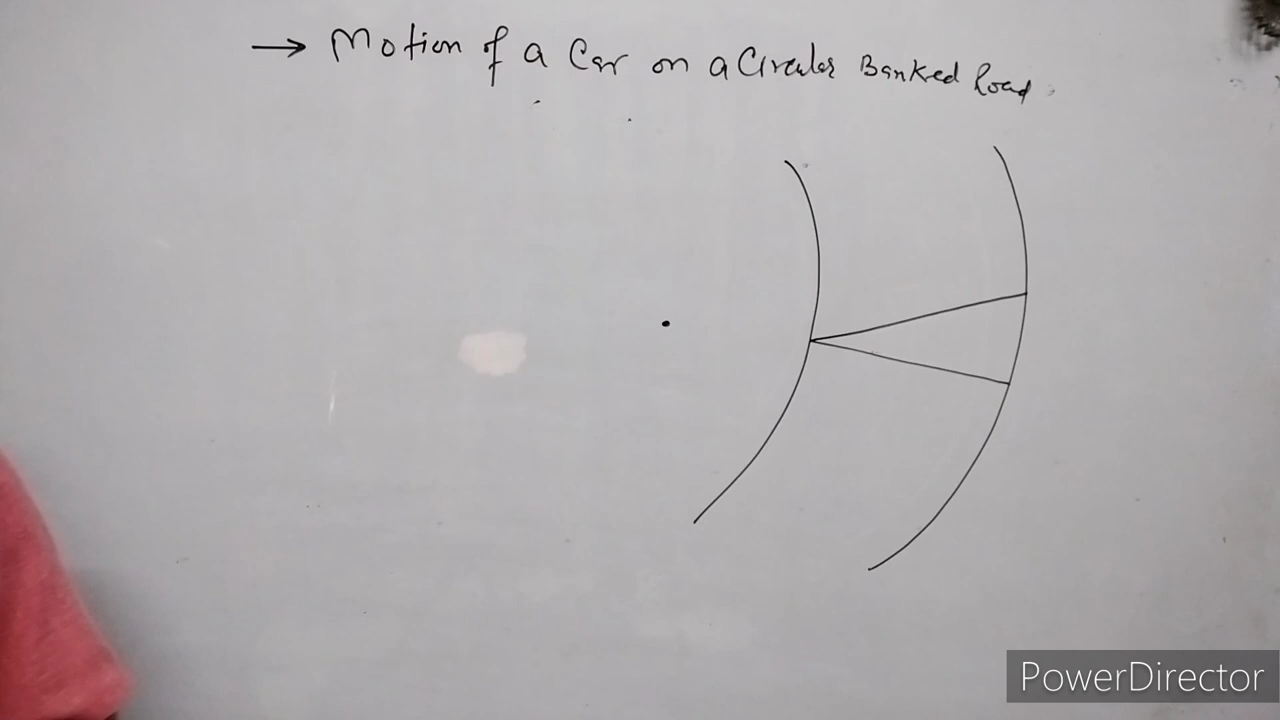 → Motion of a Car on a Circular Banked Road
PowerDirector